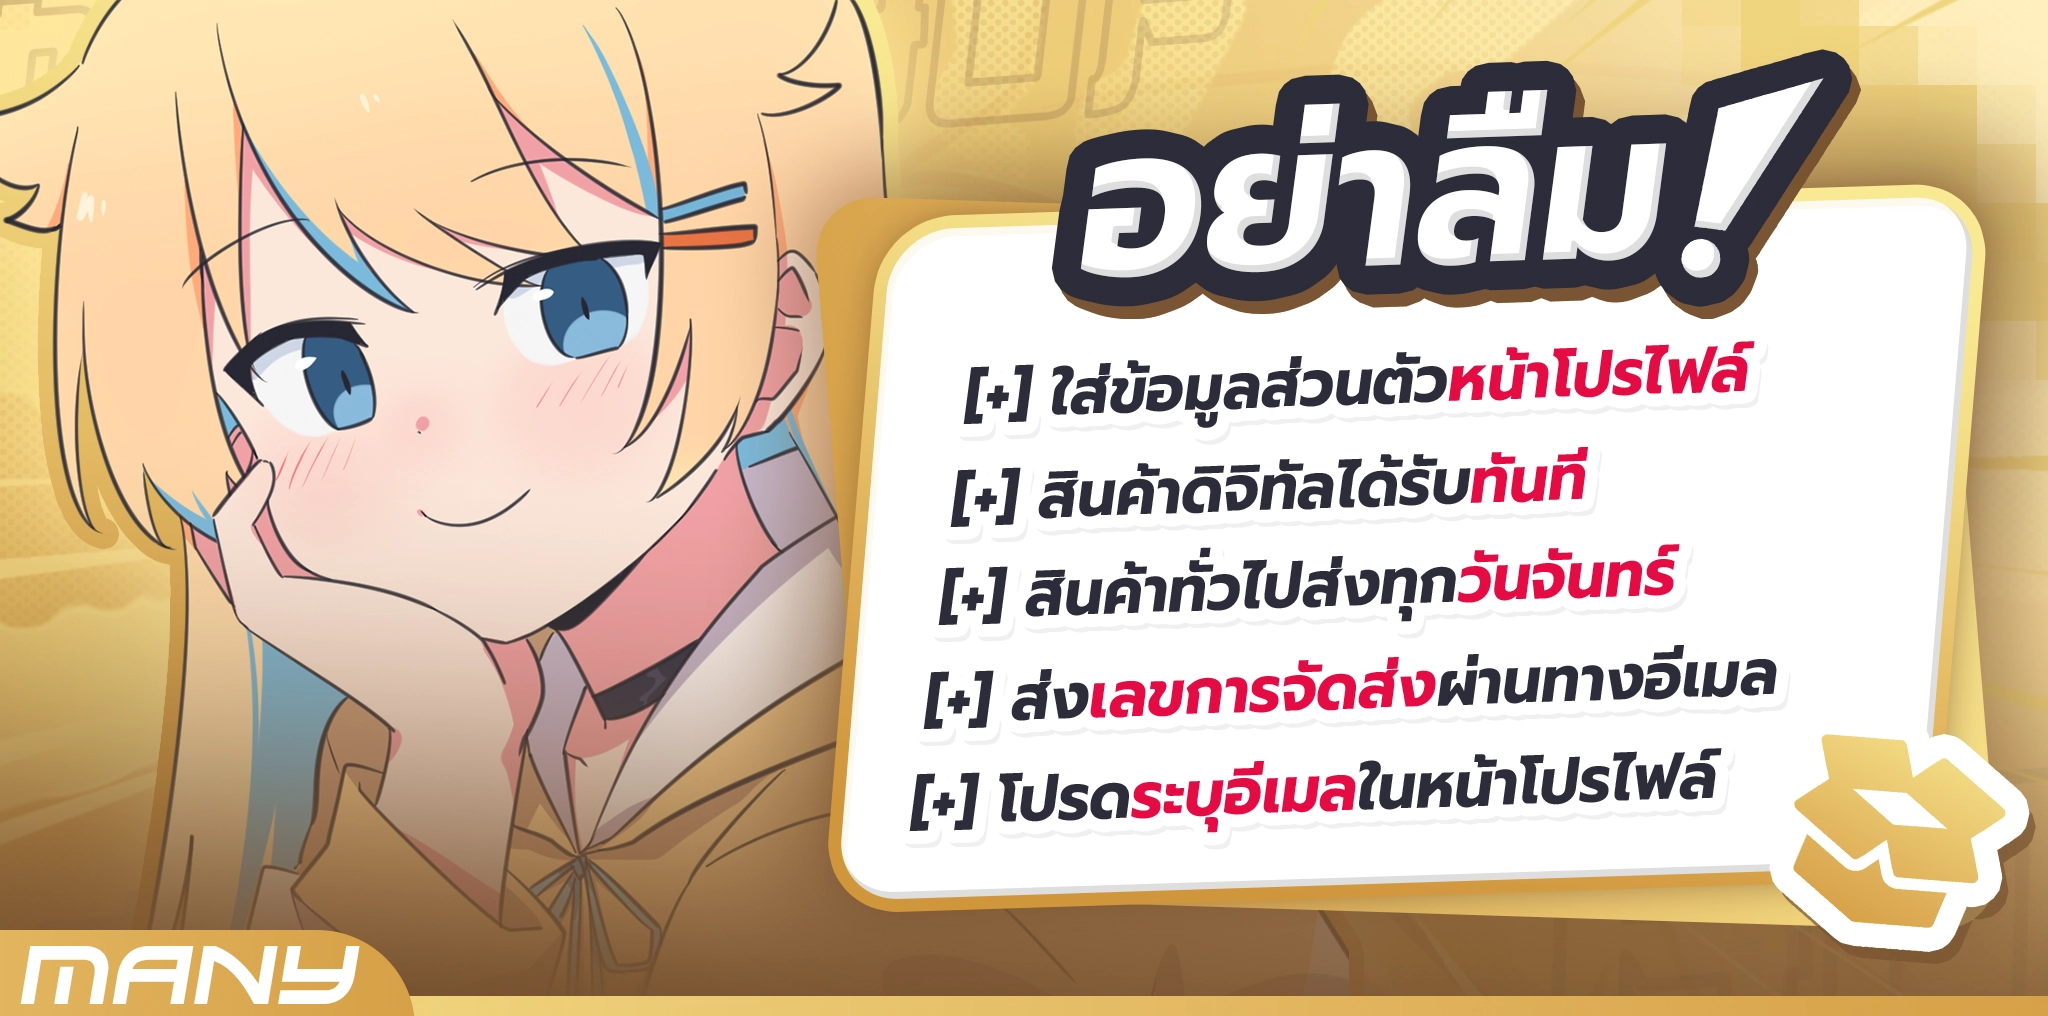 อย่าลืม!
[+] ใส่ข้อมูลส่วนตัวหน้าโปรไฟล์
[+] สินค้าดิจิทัลได้รับทันที
[+] สินค้าทั่วไปส่งทุกวันจันทร์
[+] ส่งเลขการจัดส่งผ่านทางอีเมล
[+] โปรดระบุอีเมลในหน้าโปรไฟล์
MANY